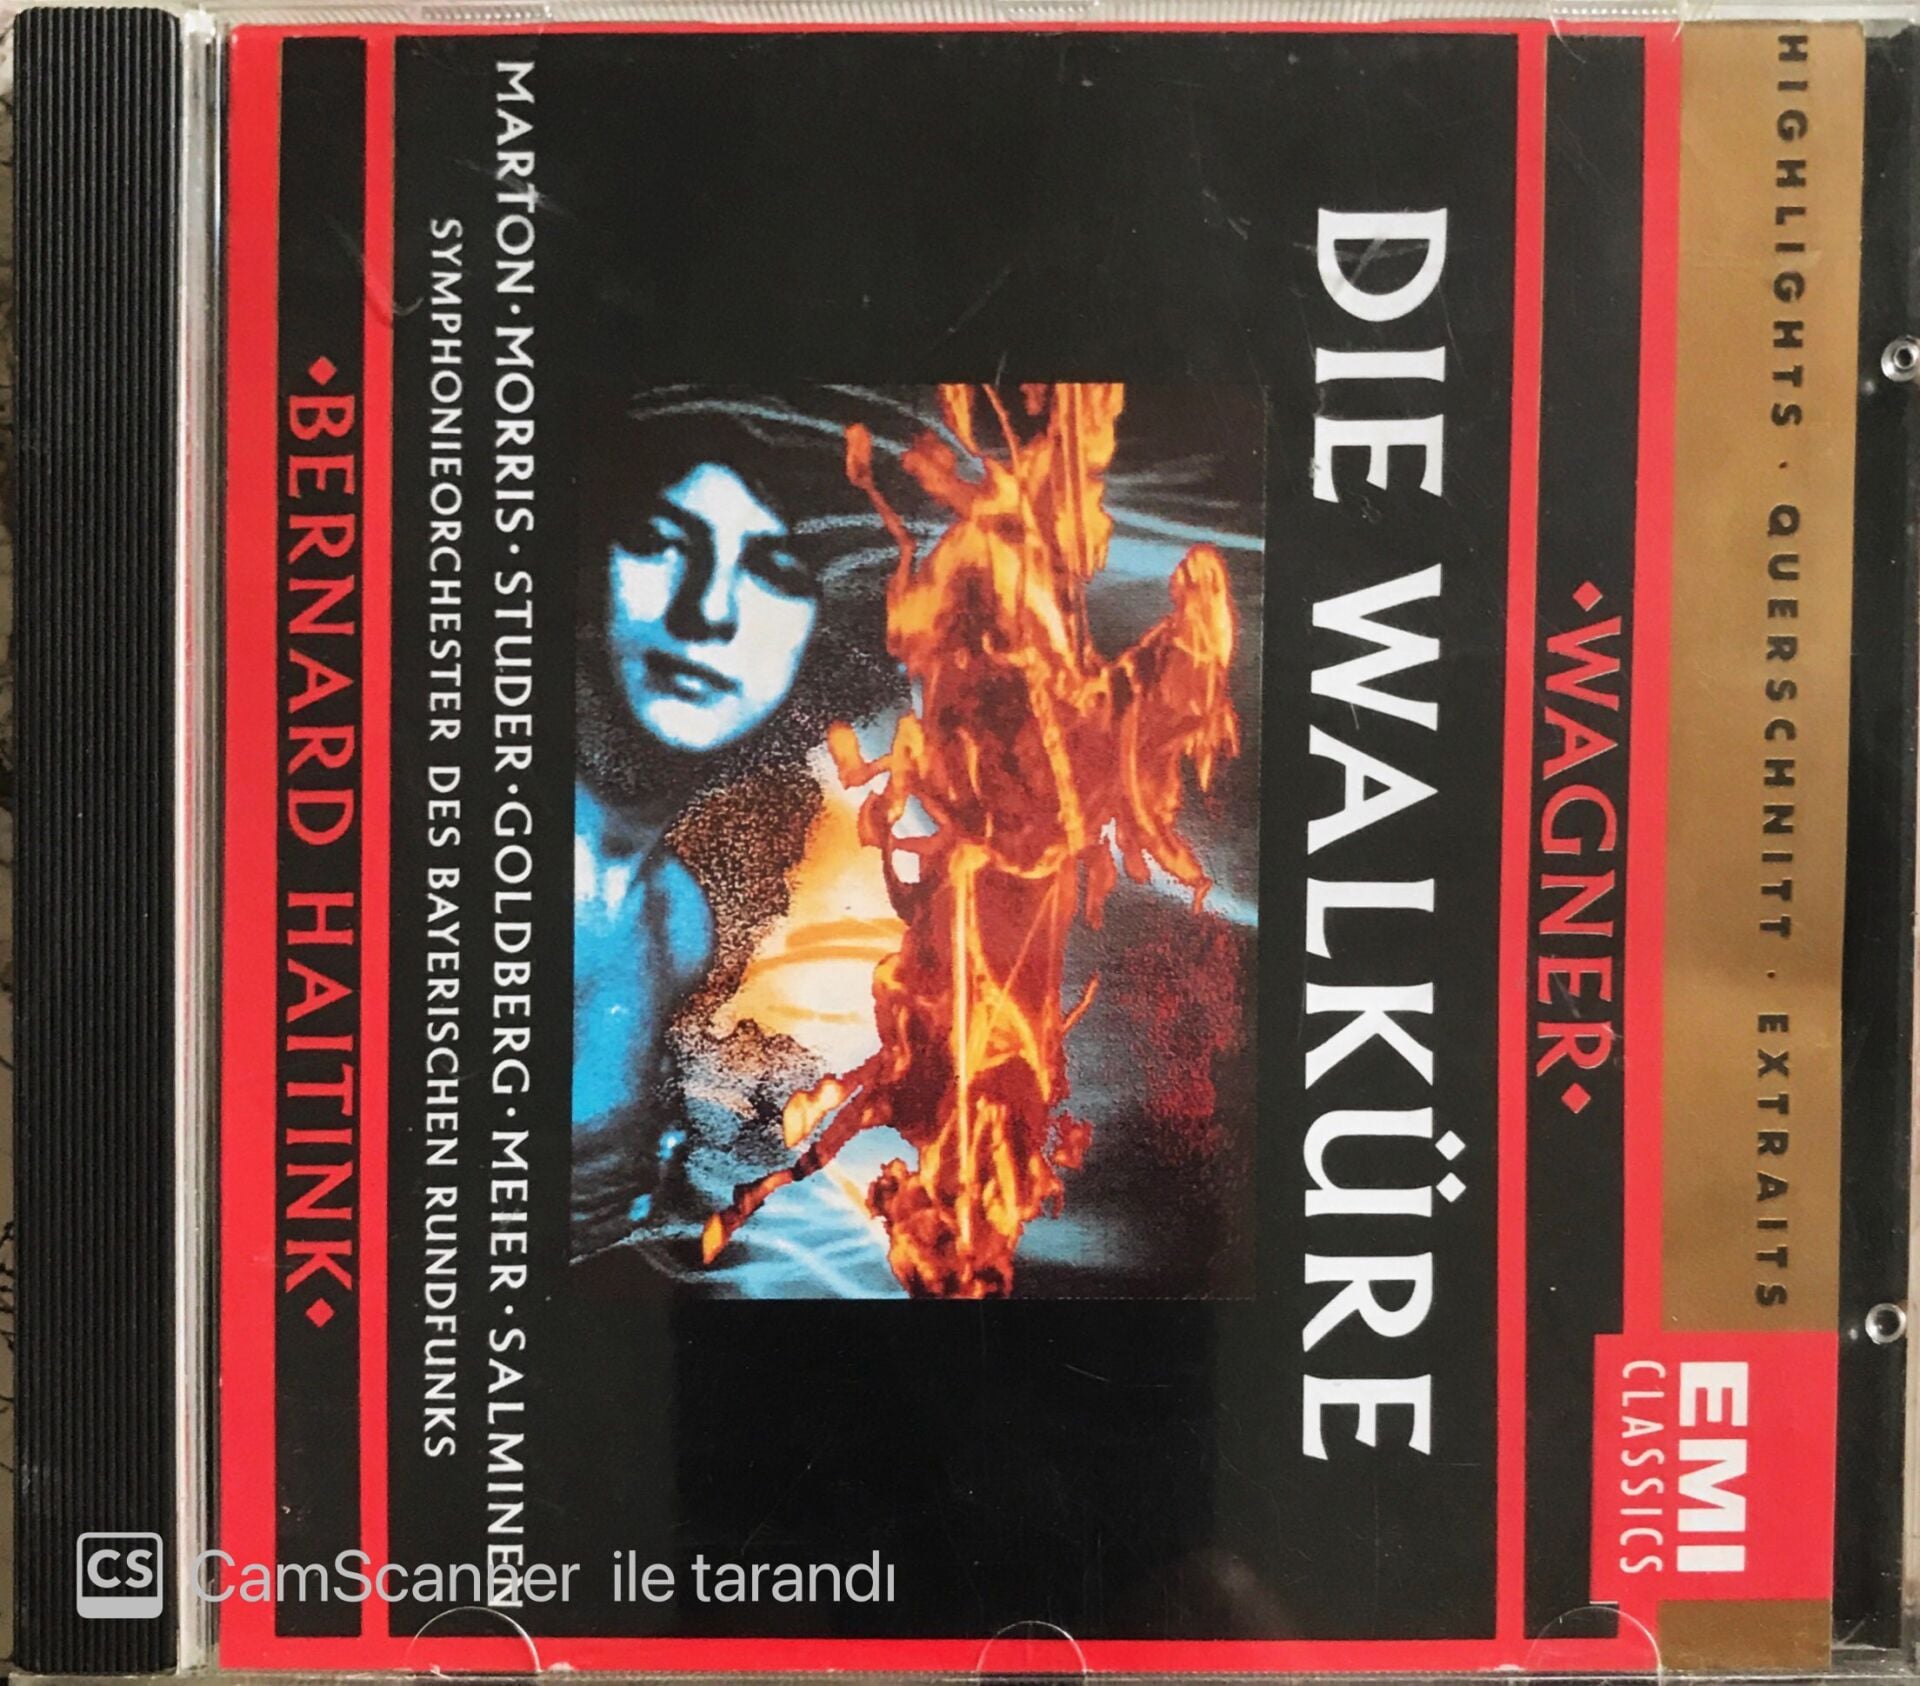 HIGHLIGHTS · QUERSCHNITT · EXTRAITS
EMI
CLASSICS
♦WAGNER♦
DIE WALKÜRE
MARTON·MORRIS·STUDER·GOLDBERG·MEIER·SALMINEN
SYMPHONIEORCHESTER DES BAYERISCHEN RUNDFUNKS
♦BERNARD HAITINK♦
CS CamScanner ile tarandı